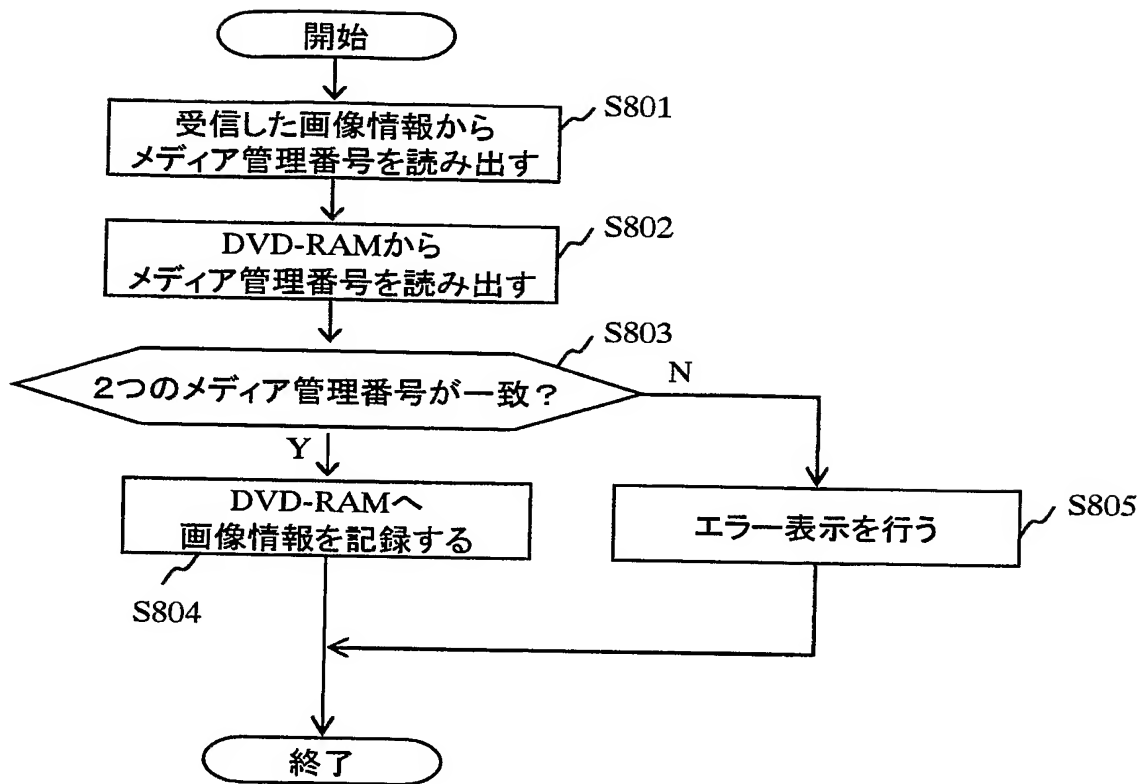 開始
S801
受信した画像情報から
メディア管理番号を読み出す
S802
DVD-RAMから
メディア管理番号を読み出す
S803
２つのメディア管理番号が一致？
N
Y
DVD-RAMへ
画像情報を記録する
S804
エラー表示を行う
S805
終了